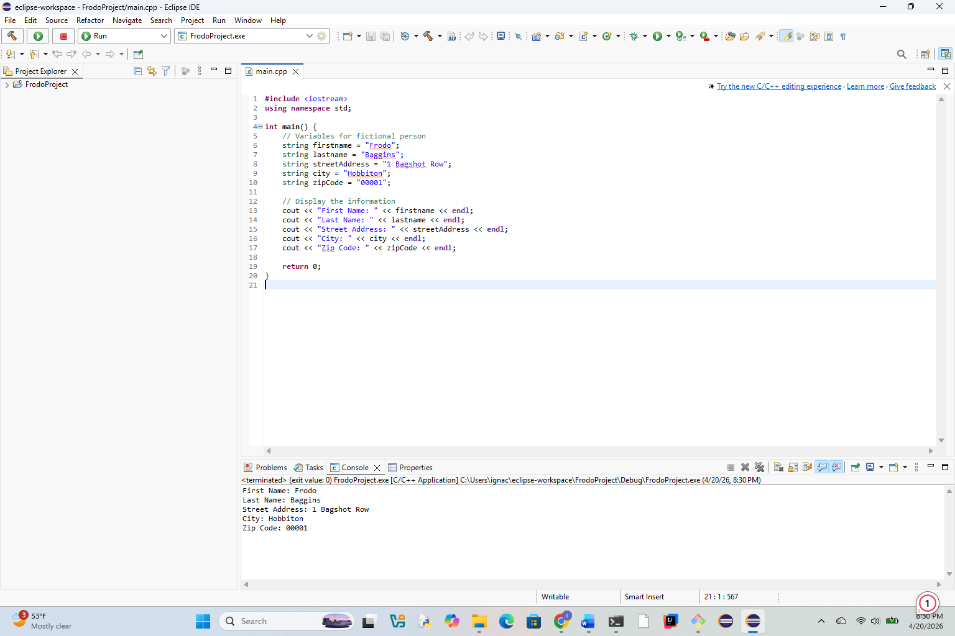 eclipse-workspace - FrodoProject/main.cpp - Eclipse IDE
File Edit Source Refactor Navigate Search Project Run Window Help
Run FrodoProject.exe
Project Explorer
FrodoProject
main.cpp
Try the new C/C++ editing experience - Learn more - Give feedback
1 #include <iostream>
2 using namespace std;
3
4 int main() {
5 // Variables for fictional person
6 string firstname = "Frodo";
7 string lastname = "Baggins";
8 string streetAddress = "1 Bagshot Row";
9 string city = "Hobbiton";
10 string zipCode = "00001";
11
12 // Display the information
13 cout << "First Name: " << firstname << endl;
14 cout << "Last Name: " << lastname << endl;
15 cout << "Street Address: " << streetAddress << endl;
16 cout << "City: " << city << endl;
17 cout << "Zip Code: " << zipCode << endl;
18
19 return 0;
20 }
21
Problems Tasks Console Properties
<terminated> (exit value: 0) FrodoProject.exe [C/C++ Application] C:\Users\ignac\eclipse-workspace\FrodoProject\Debug\FrodoProject.exe (4/20/26, 8:30 PM)
First Name: Frodo
Last Name: Baggins
Street Address: 1 Bagshot Row
City: Hobbiton
Zip Code: 00001
Writable Smart Insert 21 : 1 : 567
1
3
53°F
Mostly clear
Search
8:30 PM
4/20/2026